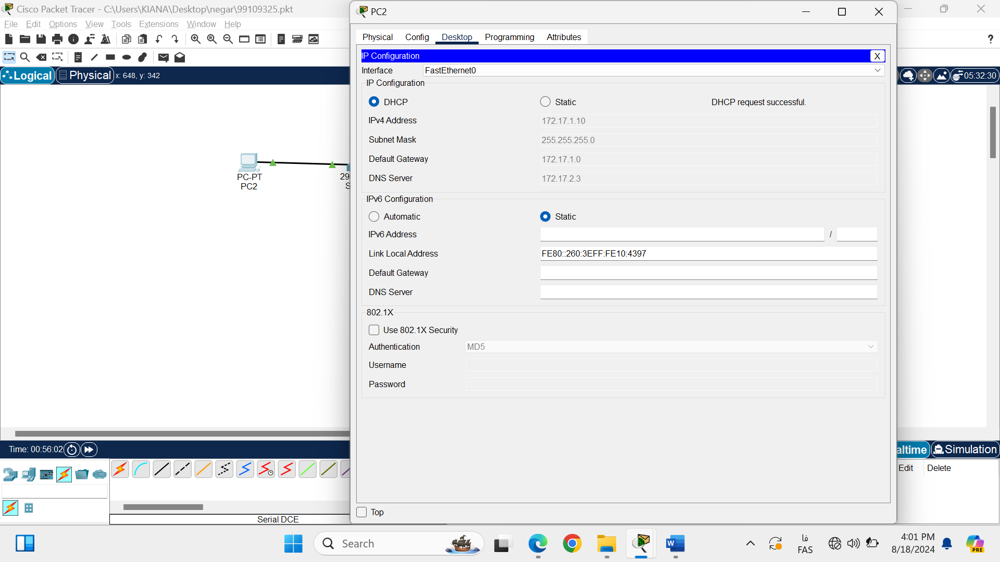 Cisco Packet Tracer - C:\Users\KIANA\Desktop\negar\99109325.pkt
File Edit Options View Tools Extensions Window Help
?
Logical Physical x: 648, y: 342
05:32:30
PC-PT
PC2
29
S
PC2
Physical Config Desktop Programming Attributes
IP Configuration X
Interface FastEthernet0
IP Configuration
DHCP Static DHCP request successful.
IPv4 Address 172.17.1.10
Subnet Mask 255.255.255.0
Default Gateway 172.17.1.0
DNS Server 172.17.2.3
IPv6 Configuration
Automatic Static
IPv6 Address /
Link Local Address FE80::260:3EFF:FE10:4397
Default Gateway
DNS Server
802.1X
Use 802.1X Security
Authentication MD5
Username
Password
Top
Time: 00:56:02
altime Simulation
Edit Delete
Serial DCE
Search
فا
FAS
4:01 PM
8/18/2024
PRE